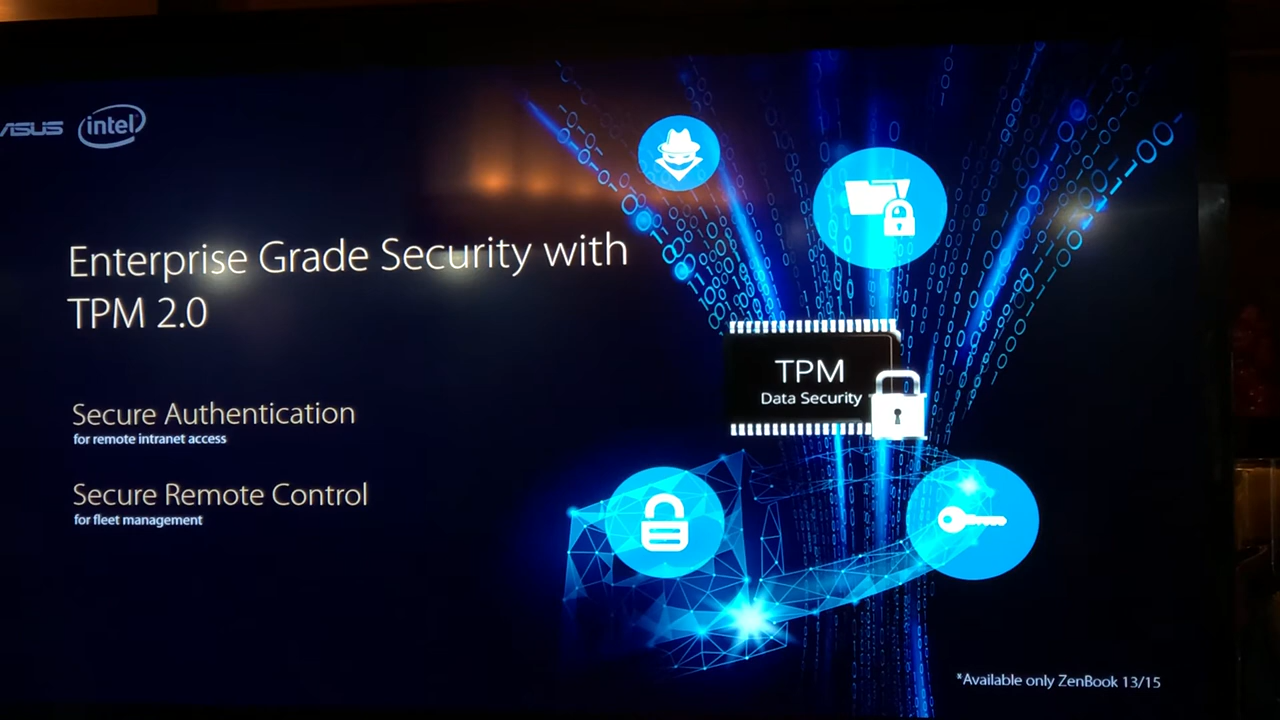 ASUS intel
Enterprise Grade Security with
TPM 2.0
TPM
Data Security
Secure Authentication
for remote intranet access
Secure Remote Control
for fleet management
*Available only ZenBook 13/15